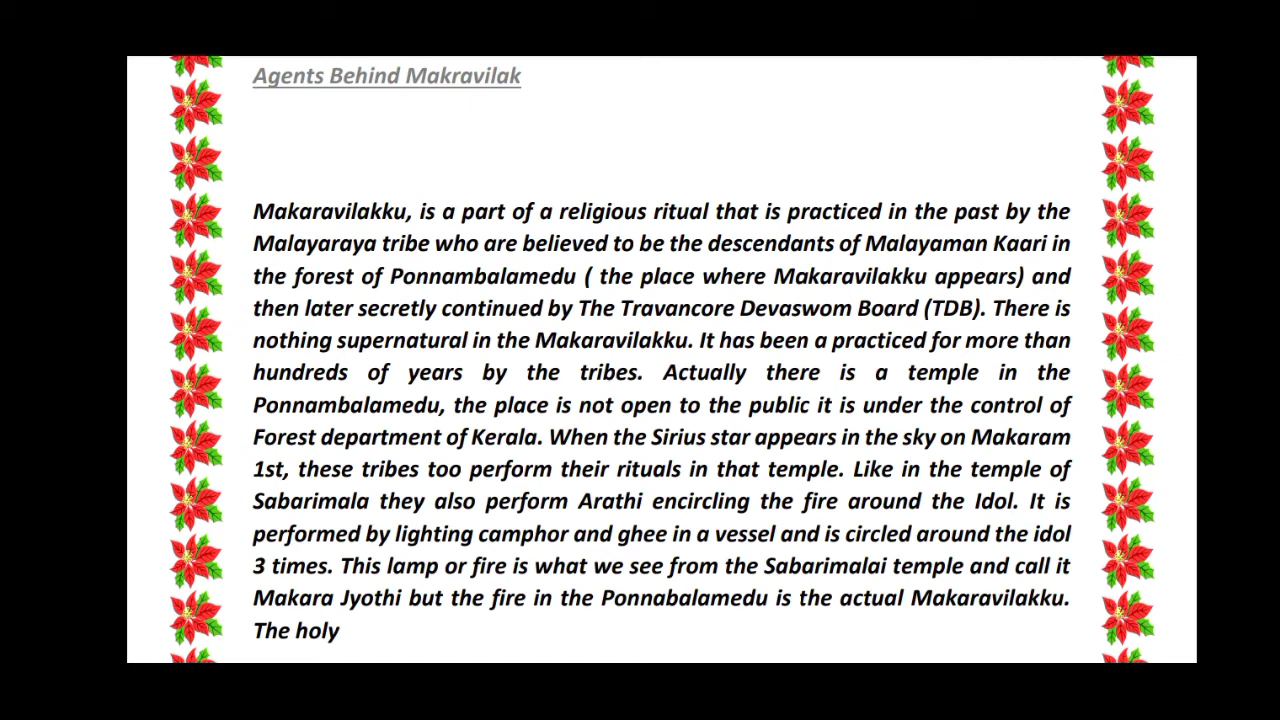 Agents Behind Makravilak
Makaravilakku, is a part of a religious ritual that is practiced in the past by the
Malayaraya tribe who are believed to be the descendants of Malayaman Kaari in
the forest of Ponnambalamedu ( the place where Makaravilakku appears) and
then later secretly continued by The Travancore Devaswom Board (TDB). There is
nothing supernatural in the Makaravilakku. It has been a practiced for more than
hundreds of years by the tribes. Actually there is a temple in the
Ponnambalamedu, the place is not open to the public it is under the control of
Forest department of Kerala. When the Sirius star appears in the sky on Makaram
1st, these tribes too perform their rituals in that temple. Like in the temple of
Sabarimala they also perform Arathi encircling the fire around the Idol. It is
performed by lighting camphor and ghee in a vessel and is circled around the idol
3 times. This lamp or fire is what we see from the Sabarimalai temple and call it
Makara Jyothi but the fire in the Ponnabalamedu is the actual Makaravilakku.
The holy